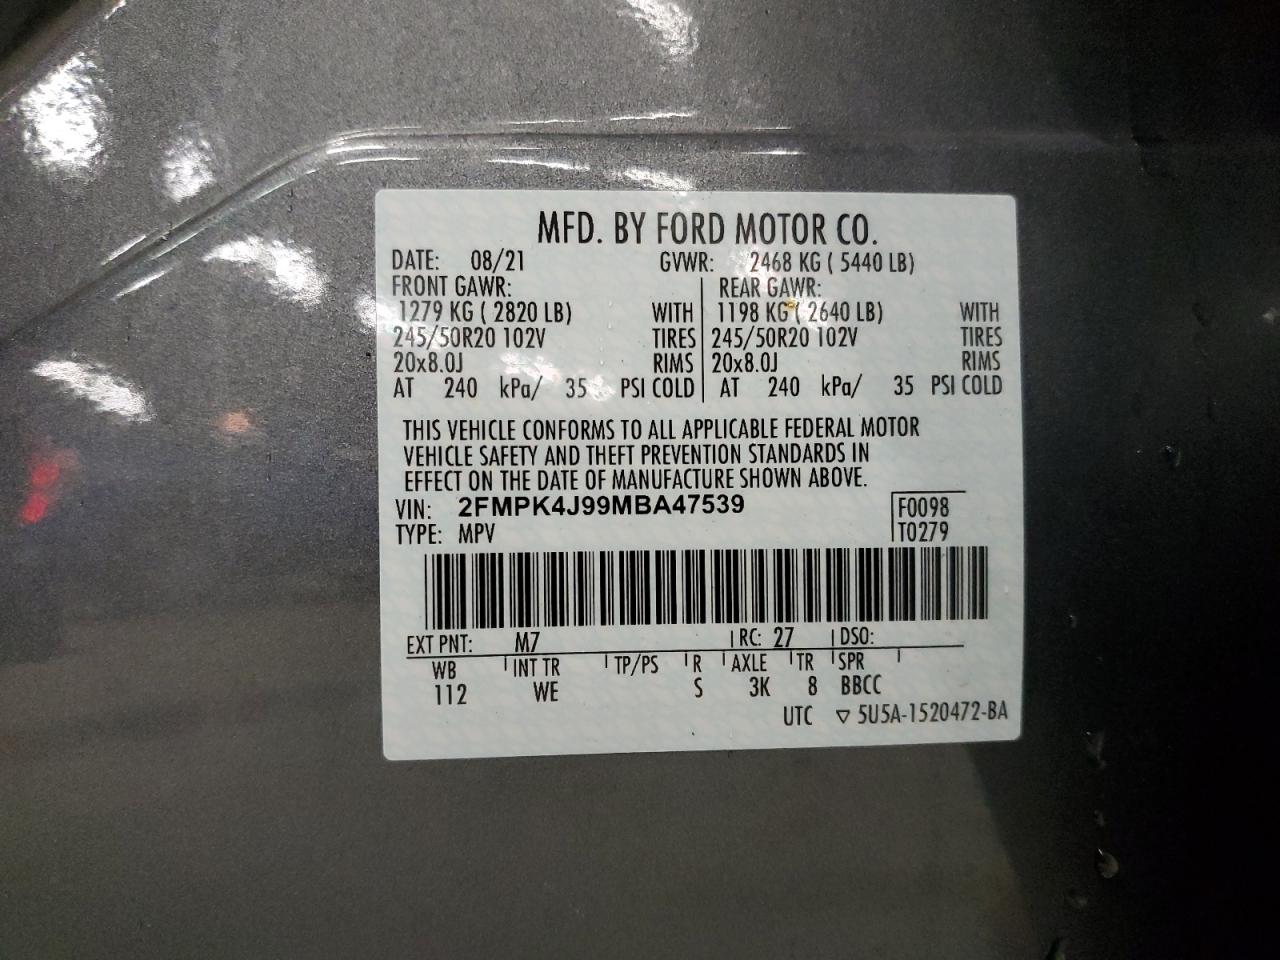 MFD. BY FORD MOTOR CO.
DATE: 08/21 GVWR: 2468 KG ( 5440 LB)
FRONT GAWR: REAR GAWR:
1279 KG ( 2820 LB) WITH 1198 KG ( 2640 LB) WITH
245/50R20 102V TIRES 245/50R20 102V TIRES
20x8.0J RIMS 20x8.0J RIMS
AT 240 kPa/ 35 PSI COLD AT 240 kPa/ 35 PSI COLD
THIS VEHICLE CONFORMS TO ALL APPLICABLE FEDERAL MOTOR
VEHICLE SAFETY AND THEFT PREVENTION STANDARDS IN
EFFECT ON THE DATE OF MANUFACTURE SHOWN ABOVE.
VIN: 2FMPK4J99MBA47539 F0098
TYPE: MPV T0279
EXT PNT: M7 RC: 27 DSO:
WB INT TR TP/PS R AXLE TR SPR
112 WE S 3K 8 BBCC
UTC ▽ 5U5A-1520472-BA